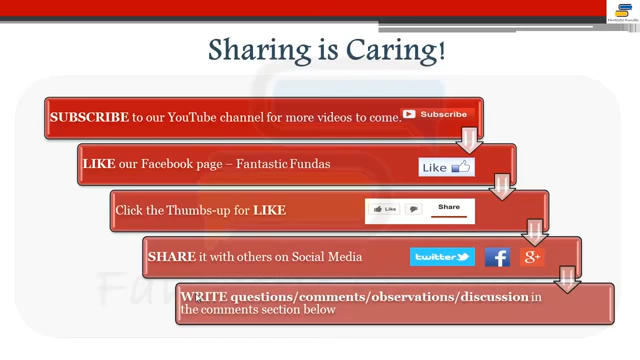 Fantastic Fundas
Sharing is Caring!
SUBSCRIBE to our YouTube channel for more videos to come.
Subscribe
LIKE our Facebook page – Fantastic Fundas
Like
Click the Thumbs-up for LIKE
Like
Share
SHARE it with others on Social Media
twitter
f
g+
WRITE questions/comments/observations/discussion in
the comments section below